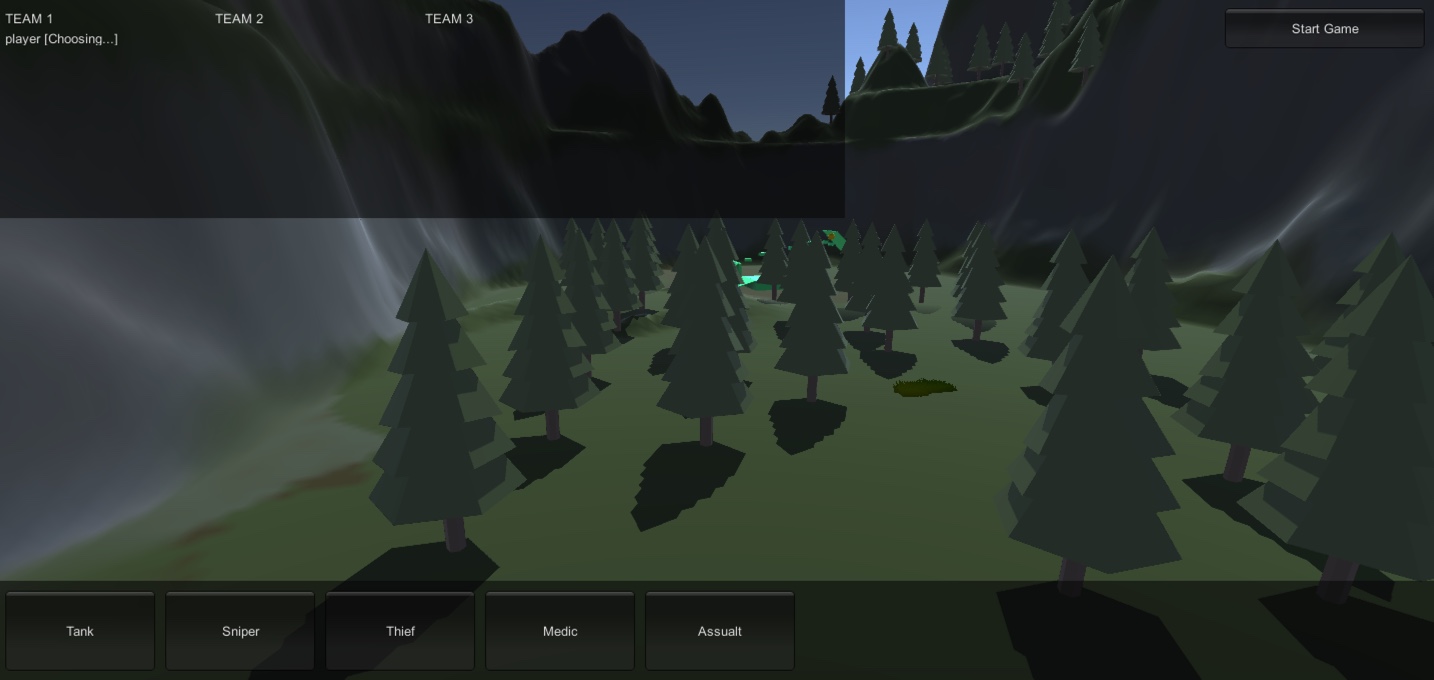 TEAM 1 TEAM 2 TEAM 3
Start Game
player [Choosing...]
Tank Sniper Thief Medic Assualt